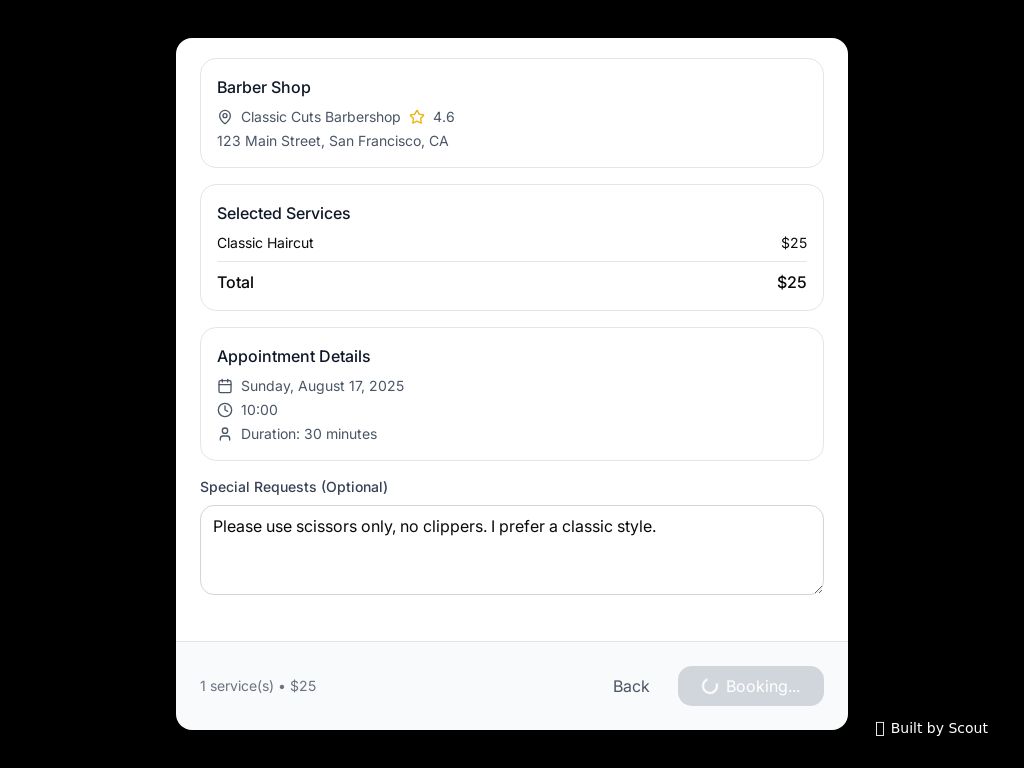 Barber Shop
Classic Cuts Barbershop 4.6
123 Main Street, San Francisco, CA
Selected Services
Classic Haircut $25
Total $25
Appointment Details
Sunday, August 17, 2025
10:00
Duration: 30 minutes
Special Requests (Optional)
Please use scissors only, no clippers. I prefer a classic style.
1 service(s) • $25 Back Booking...
Built by Scout